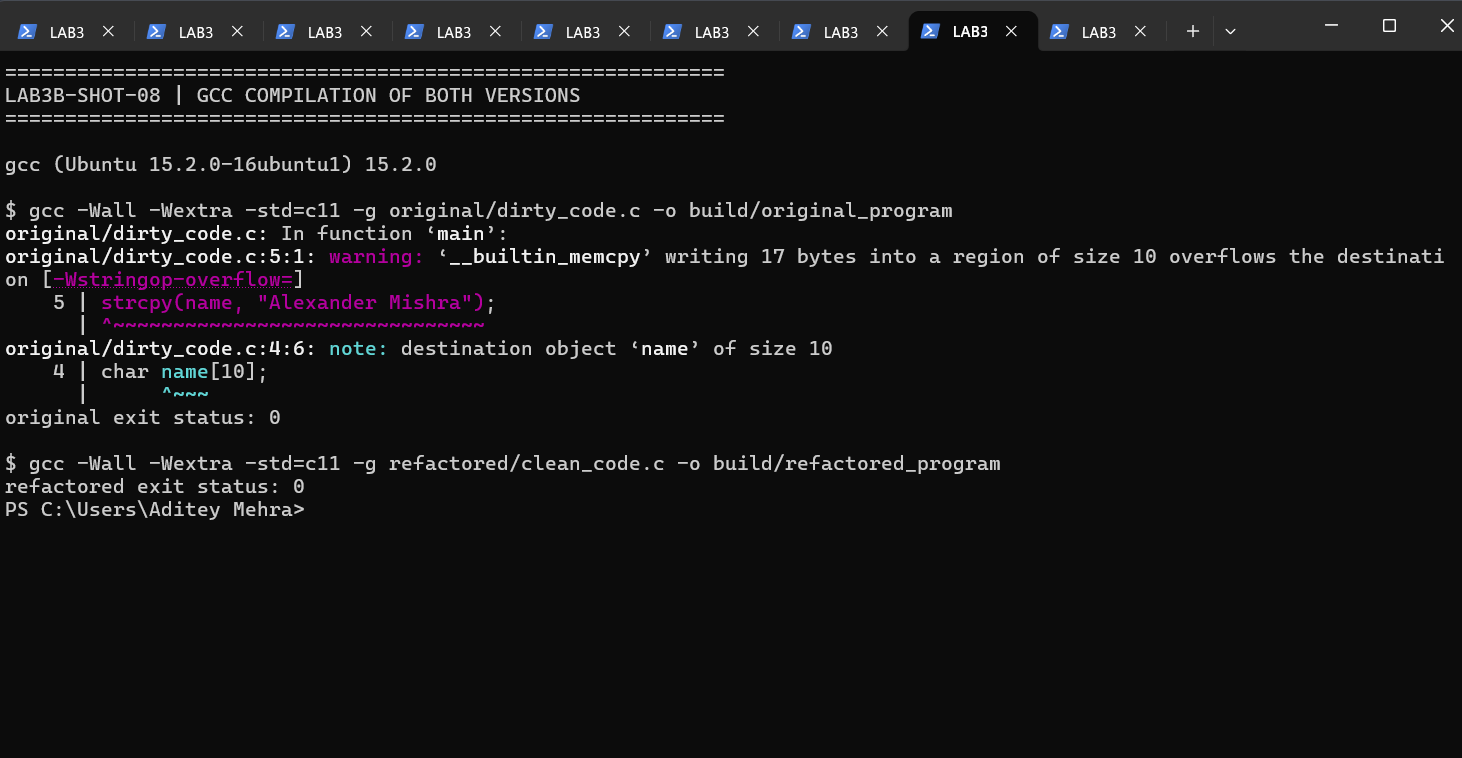 LAB3 LAB3 LAB3 LAB3 LAB3 LAB3 LAB3 LAB3 LAB3
============================================================
LAB3B-SHOT-08 | GCC COMPILATION OF BOTH VERSIONS
============================================================
gcc (Ubuntu 15.2.0-16ubuntu1) 15.2.0
$ gcc -Wall -Wextra -std=c11 -g original/dirty_code.c -o build/original_program
original/dirty_code.c: In function ‘main’:
original/dirty_code.c:5:1: warning: ‘__builtin_memcpy’ writing 17 bytes into a region of size 10 overflows the destinati
on [-Wstringop-overflow=]
    5 | strcpy(name, "Alexander Mishra");
      | ^~~~~~~~~~~~~~~~~~~~~~~~~~~~~~~~
original/dirty_code.c:4:6: note: destination object ‘name’ of size 10
    4 | char name[10];
      |      ^~~~
original exit status: 0
$ gcc -Wall -Wextra -std=c11 -g refactored/clean_code.c -o build/refactored_program
refactored exit status: 0
PS C:\Users\Aditey Mehra>